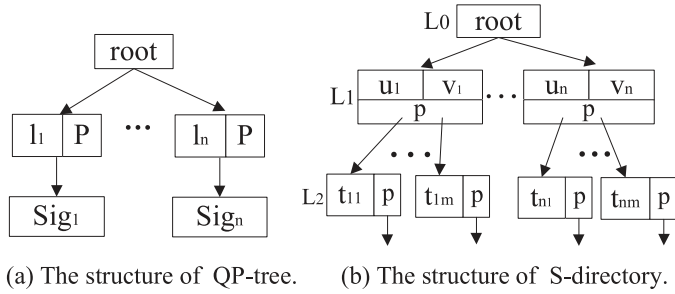 root
l1 P ... ln P
Sig1 Sign
(a) The structure of QP-tree.
L0 root
L1 u1 v1 ... un vn
p p
... ...
L2 t11 p t1m p tn1 p tnm p
(b) The structure of S-directory.